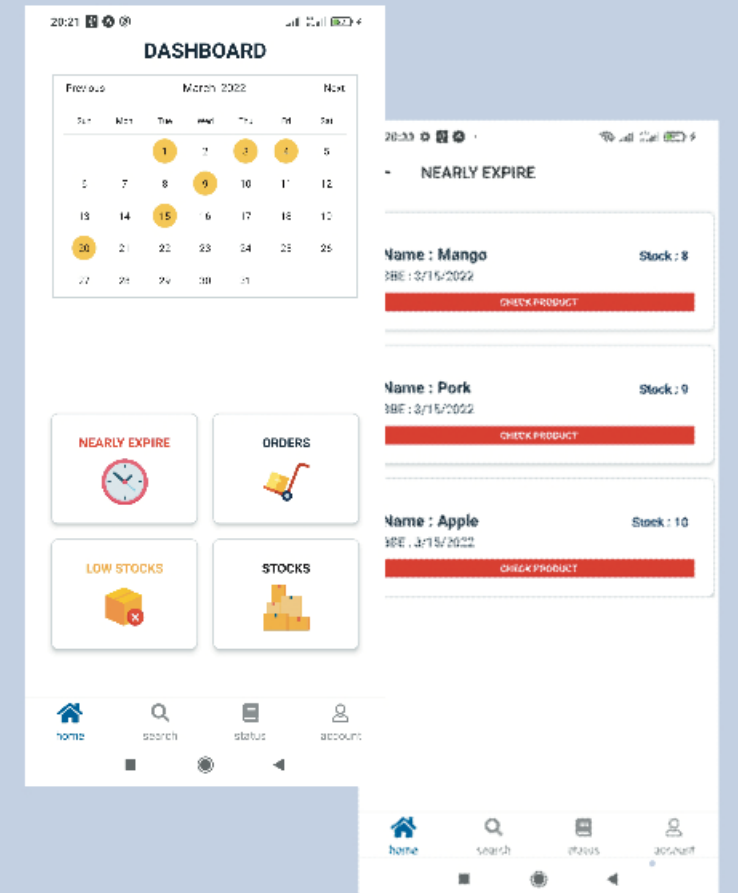 20:21
DASHBOARD
Previous March 2022 Next
Sun Mon Tue Wed Thu Fri Sat
1 2 3 4 5
6 7 8 9 10 11 12
13 14 15 16 17 18 19
20 21 22 23 24 25 26
27 28 29 30 31
NEARLY EXPIRE
ORDERS
LOW STOCKS
STOCKS
home search status account
NEARLY EXPIRE
Name : Mango Stock : 8
BBE : 3/15/2022
CHECK PRODUCT
Name : Pork Stock : 9
BBE : 3/15/2022
CHECK PRODUCT
Name : Apple Stock : 10
BBE : 3/15/2022
CHECK PRODUCT
home search status account